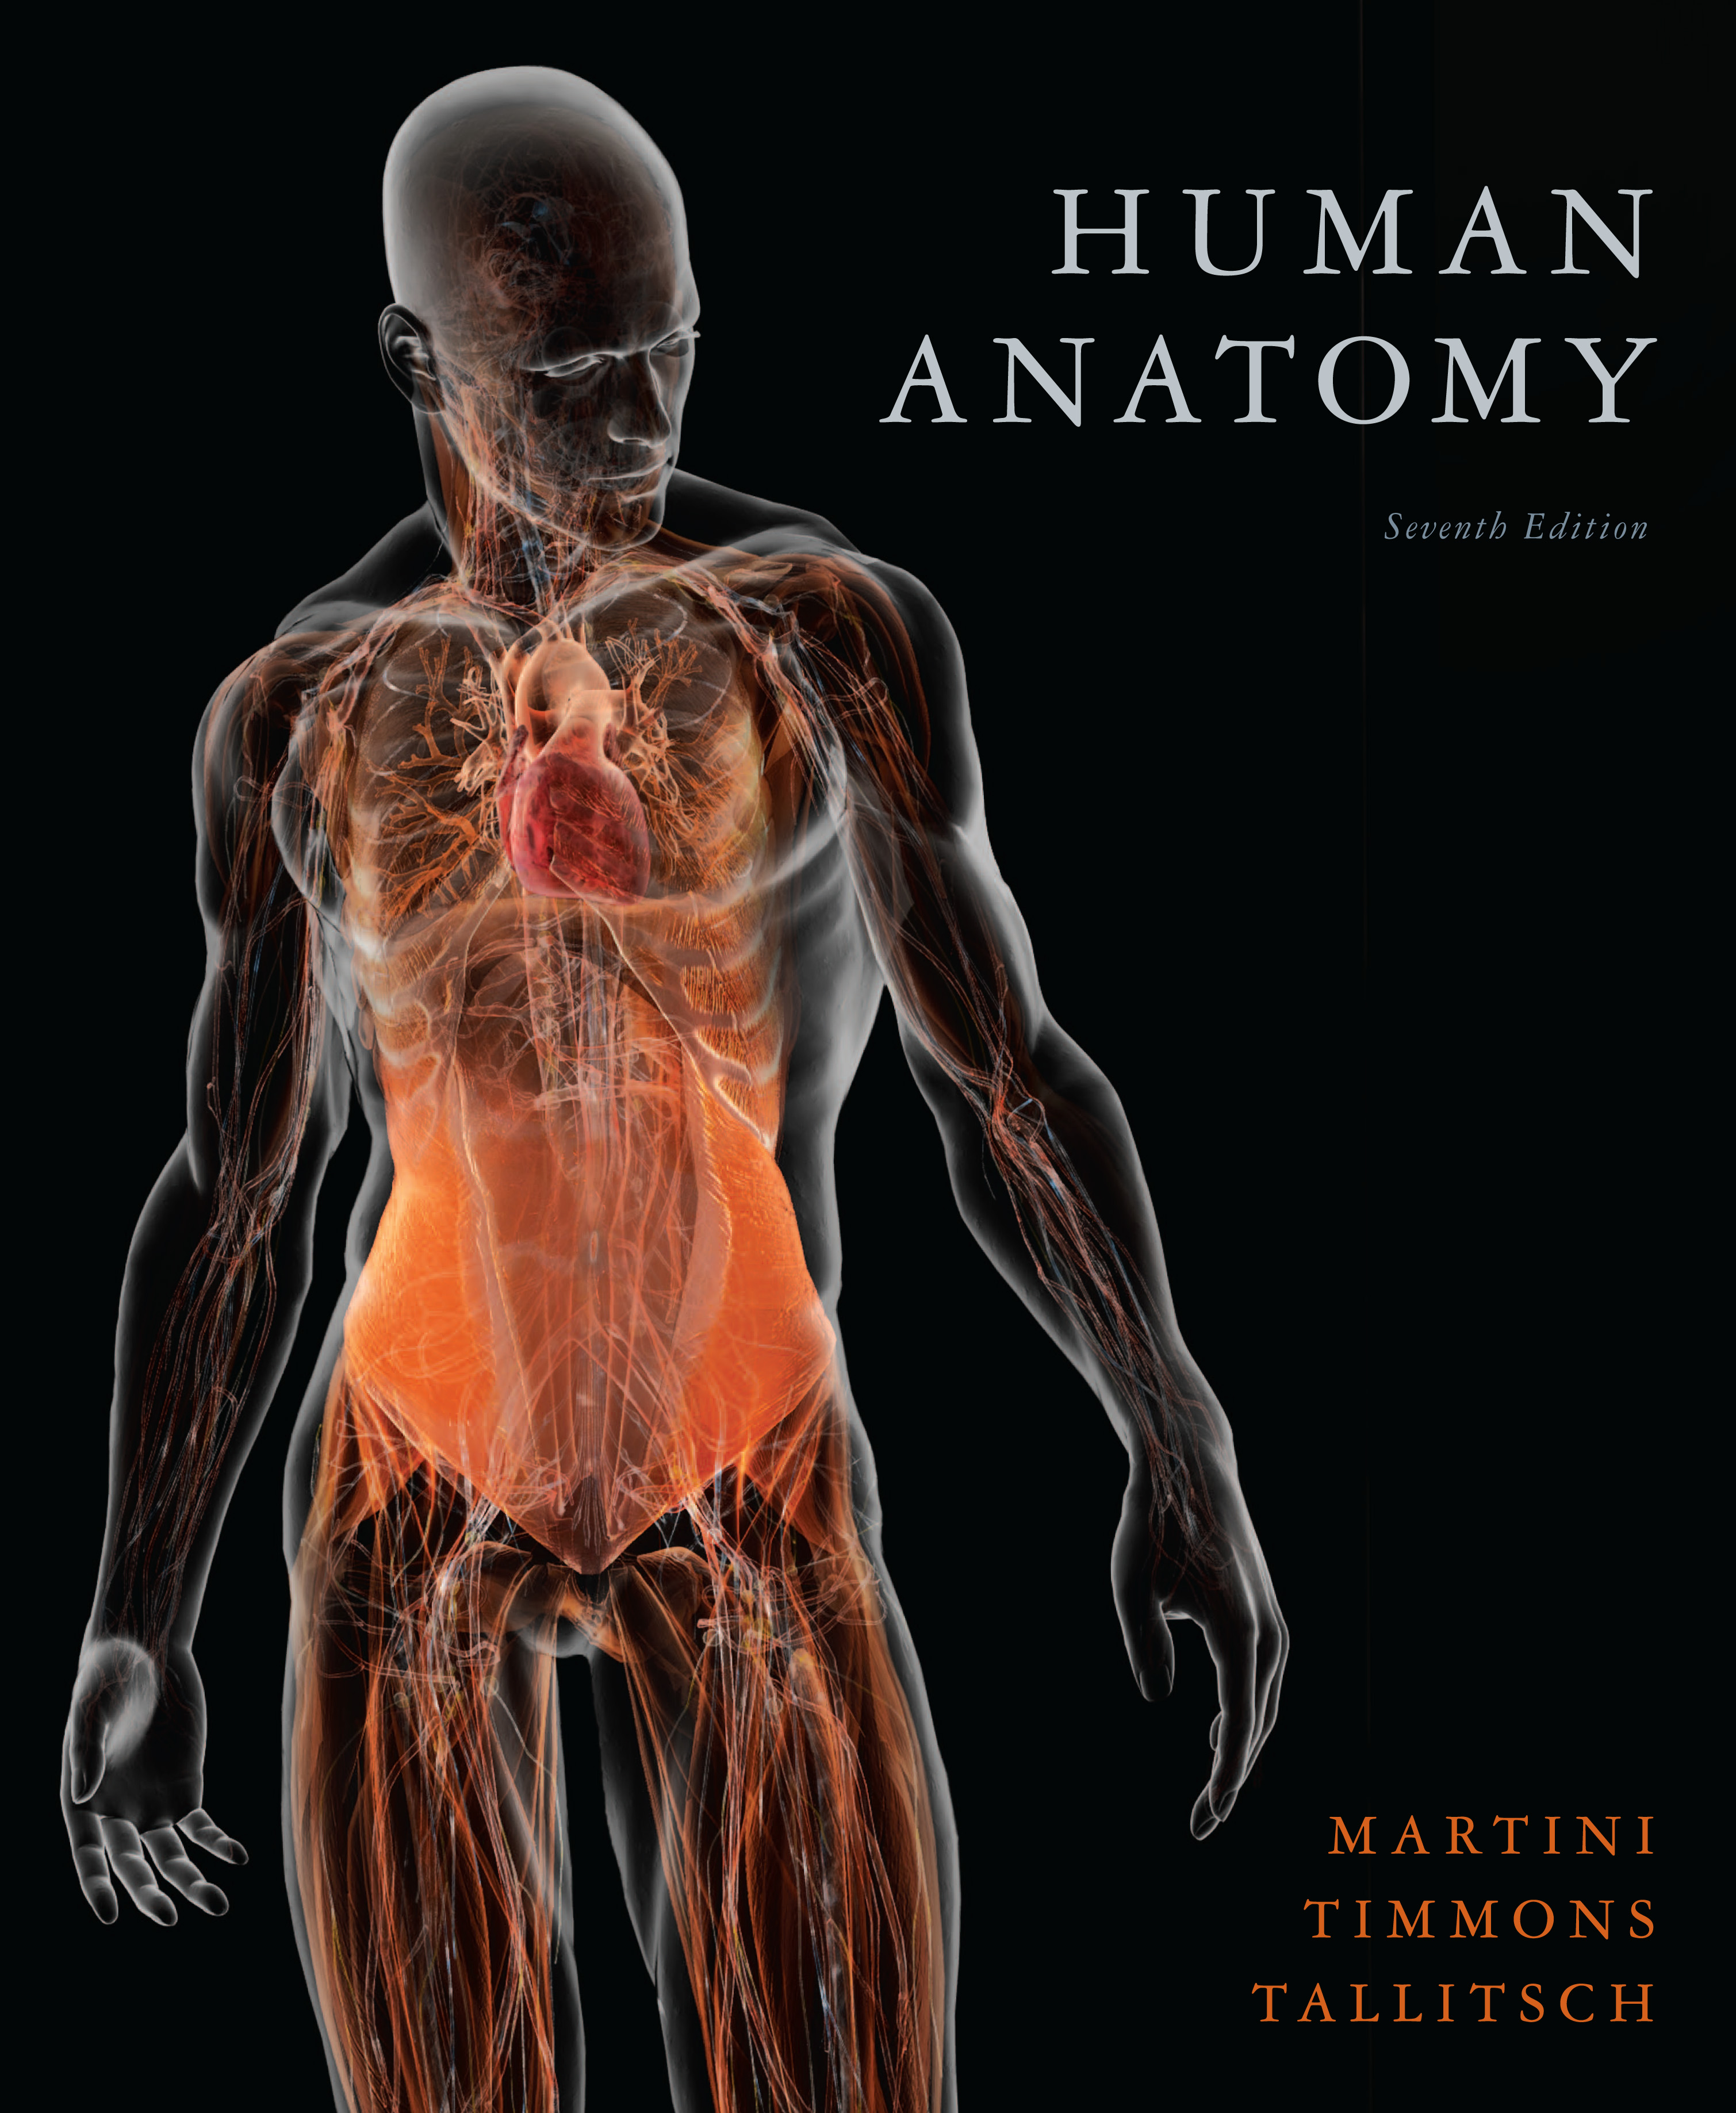 HUMAN
ANATOMY
Seventh Edition
MARTINI
TIMMONS
TALLITSCH